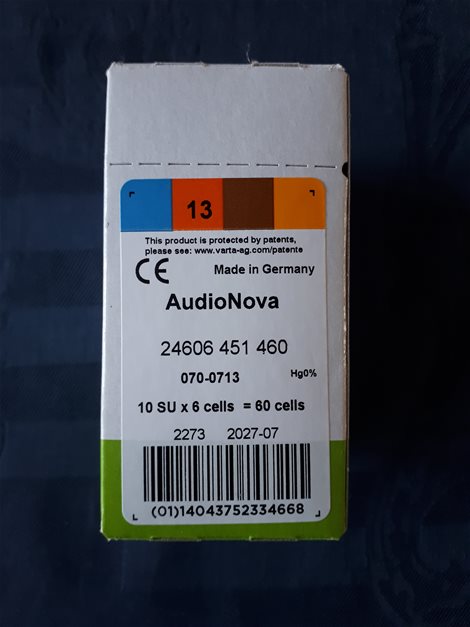 13
This product is protected by patents,
please see: www.varta-ag.com/patente
CE Made in Germany
AudioNova
24606 451 460
070-0713 Hg0%
10 SU x 6 cells = 60 cells
2273 2027-07
(01)14043752334668